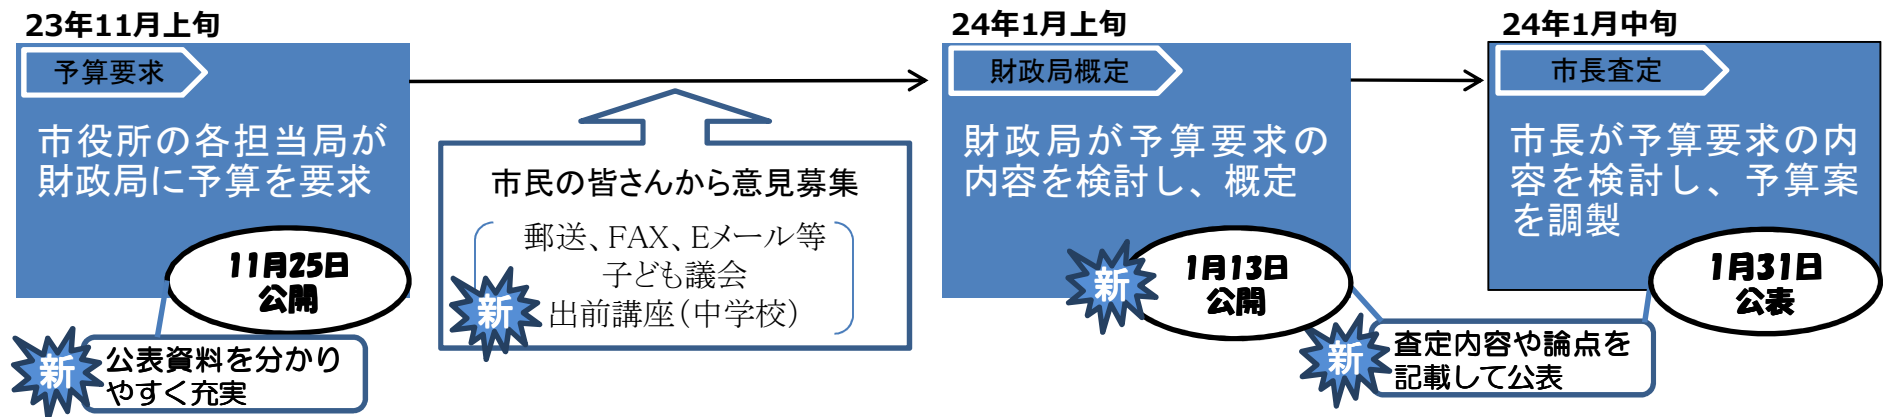 23年11月上旬
予算要求
市役所の各担当局が
財政局に予算を要求
11月25日
公開
新
公表資料を分かり
やすく充実
市民の皆さんから意見募集
郵送、FAX、Eメール等
子ども議会
新
出前講座(中学校)
24年1月上旬
財政局概定
財政局が予算要求の
内容を検討し、概定
新
1月13日
公開
24年1月中旬
市長査定
市長が予算要求の内
容を検討し、予算案
を調製
1月31日
公表
新
査定内容や論点を
記載して公表